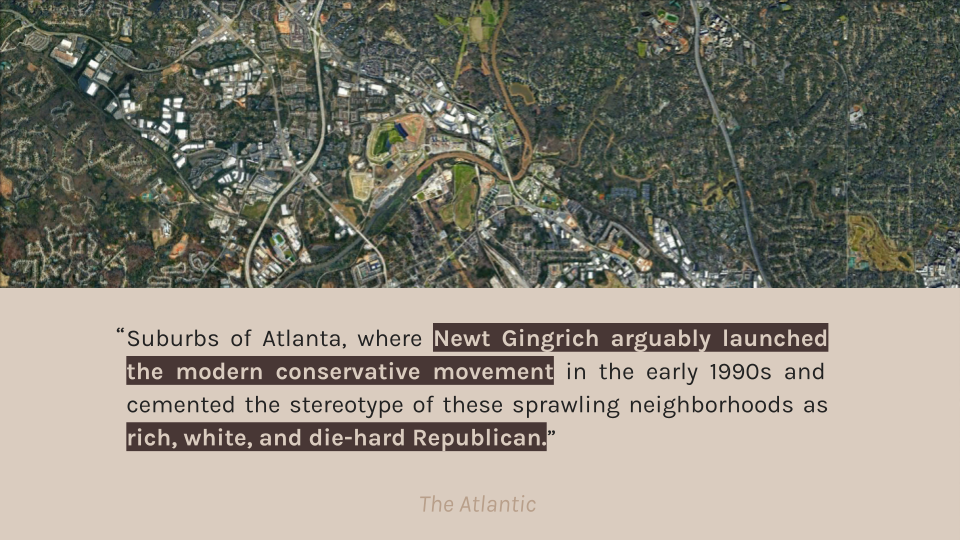 “Suburbs of Atlanta, where Newt Gingrich arguably launched
the modern conservative movement in the early 1990s and
cemented the stereotype of these sprawling neighborhoods as
rich, white, and die-hard Republican.”
The Atlantic